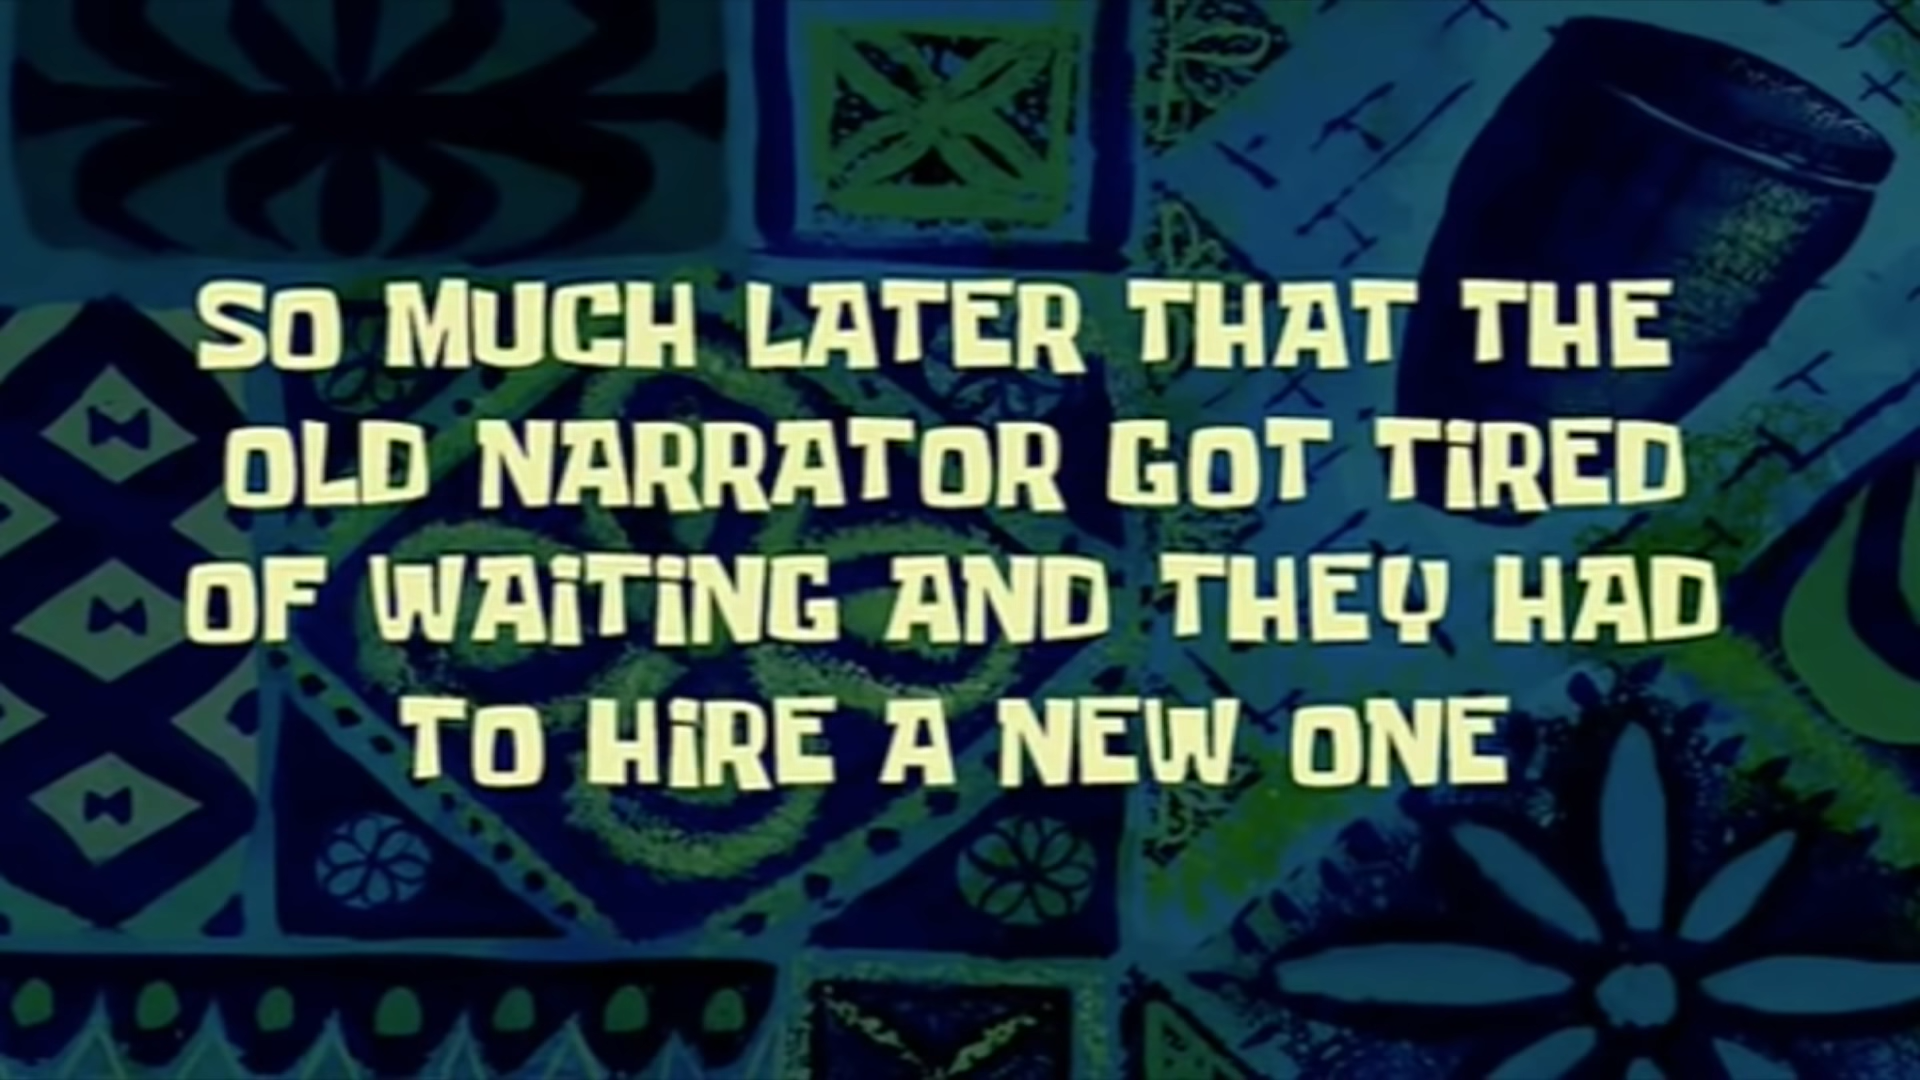 SO MUCH LATER THAT THE
OLD NARRATOR GOT TiRED
OF WAiTiNG AND THEY HAD
TO HiRE A NEW ONE